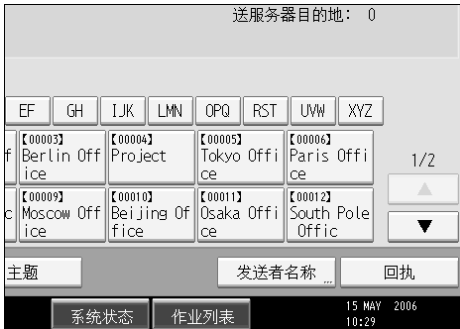 送服务器目的地： 0
EF GH IJK LMN OPQ RST UVW XYZ
【00003】 【00004】 【00005】 【00006】
f Berlin Off Project Tokyo Offi Paris Offi
ice ce ce
1/2
【00009】 【00010】 【00011】 【00012】
c Moscow Off Beijing Of Osaka Offi South Pole
ice fice ce Offic
▲
▼
主题 发送者名称 … 回执
系统状态 作业列表 15 MAY 2006
10:29